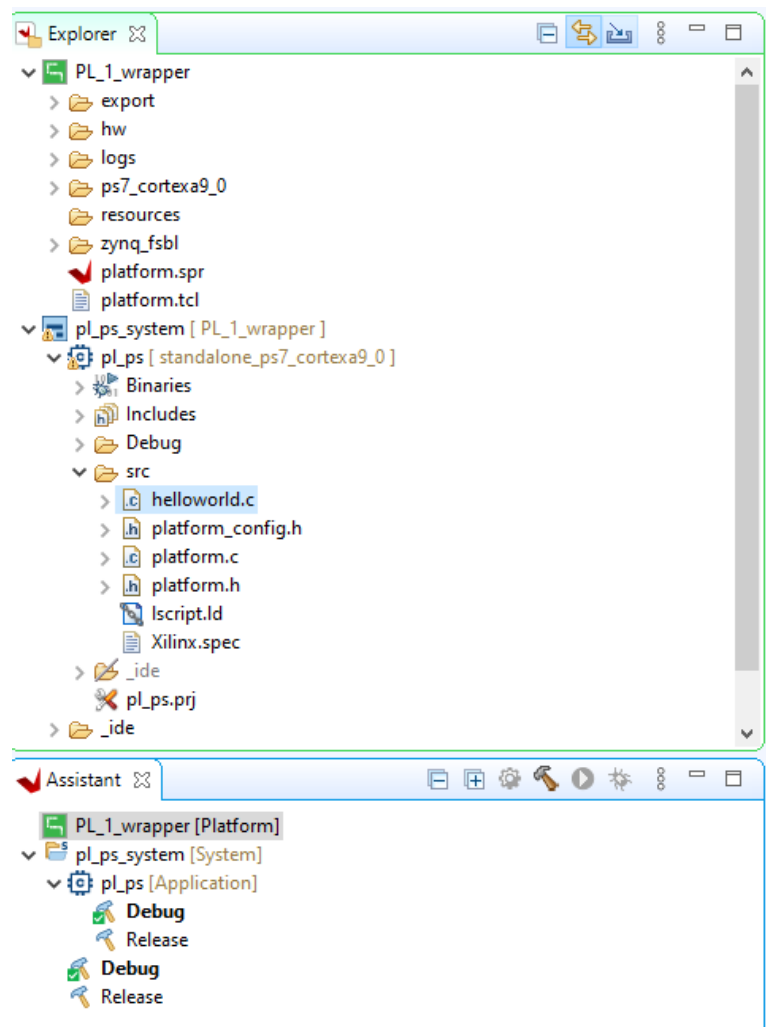 Explorer
PL_1_wrapper
export
hw
logs
ps7_cortexa9_0
resources
zynq_fsbl
platform.spr
platform.tcl
pl_ps_system [ PL_1_wrapper ]
pl_ps [ standalone_ps7_cortexa9_0 ]
Binaries
Includes
Debug
src
helloworld.c
platform_config.h
platform.c
platform.h
lscript.ld
Xilinx.spec
_ide
pl_ps.prj
_ide
Assistant
PL_1_wrapper [Platform]
pl_ps_system [System]
pl_ps [Application]
Debug
Release
Debug
Release